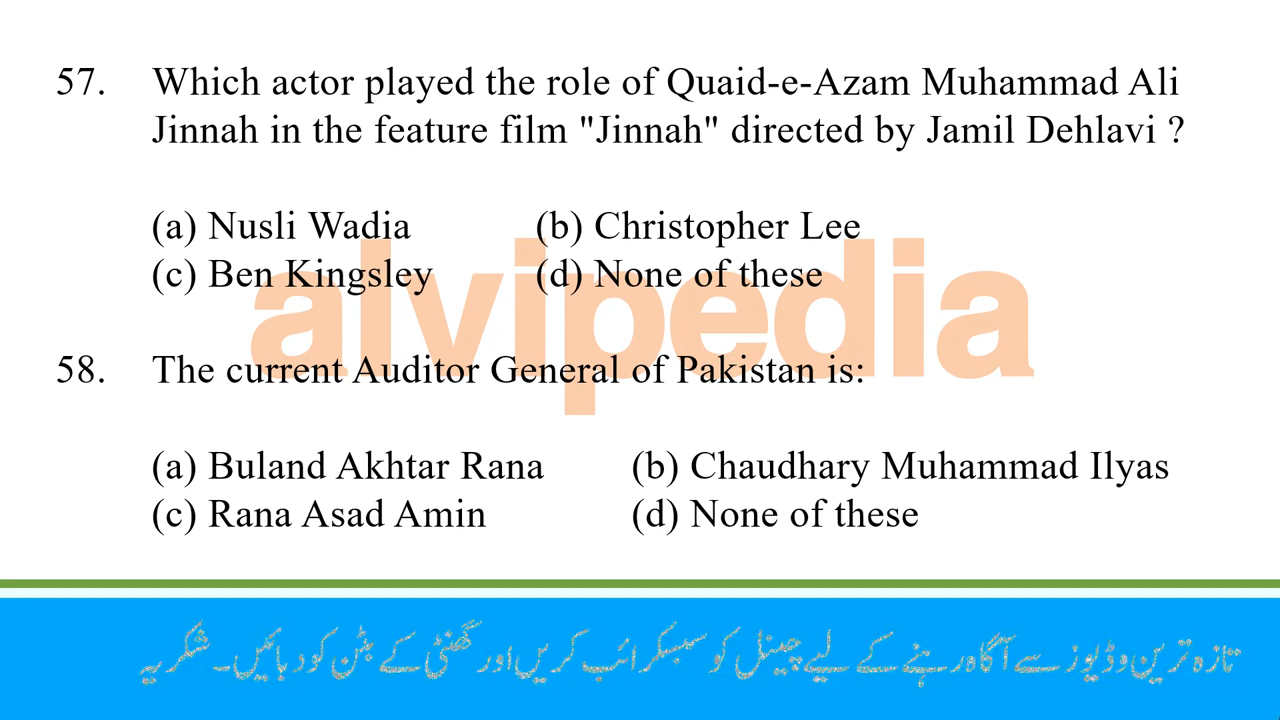 57. Which actor played the role of Quaid-e-Azam Muhammad Ali
Jinnah in the feature film "Jinnah" directed by Jamil Dehlavi ?
(a) Nusli Wadia (b) Christopher Lee
(c) Ben Kingsley (d) None of these
alvipedia
58. The current Auditor General of Pakistan is:
(a) Buland Akhtar Rana (b) Chaudhary Muhammad Ilyas
(c) Rana Asad Amin (d) None of these
تازہ ترین وڈیوز سے آگاہ رہنے کے لیے چینل کو سبسکرائب کریں اور گھنٹی کے بٹن کو دبائیں۔ شکریہ